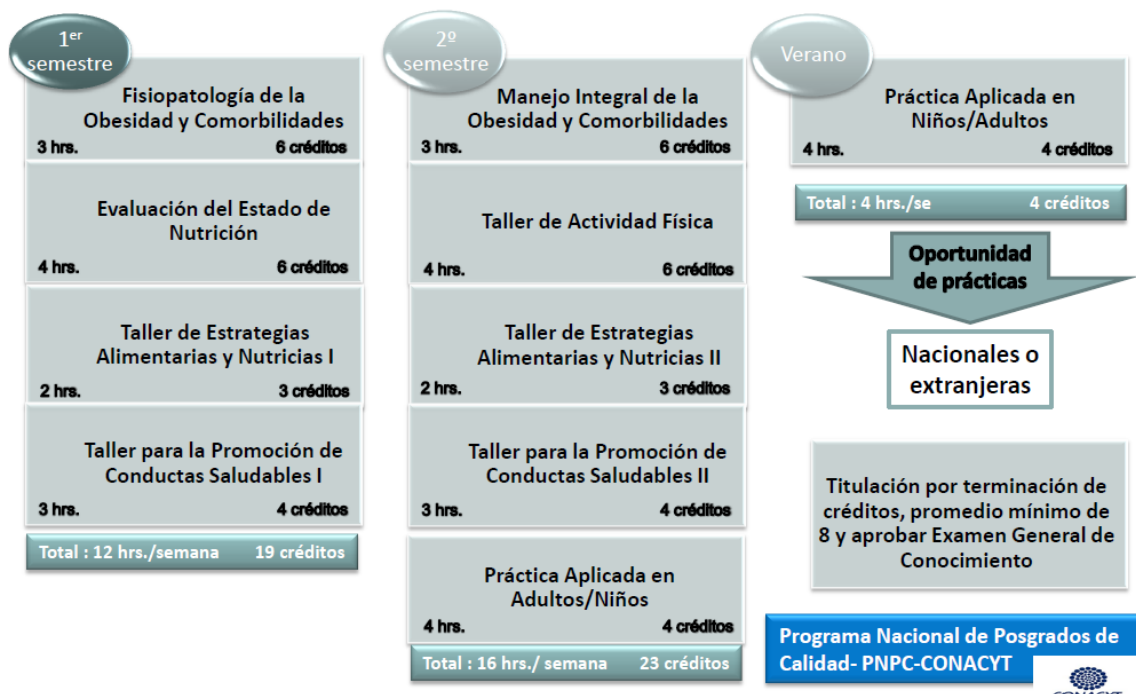 1er
semestre
Fisiopatología de la
Obesidad y Comorbilidades
3 hrs. 6 créditos
Evaluación del Estado de
Nutrición
4 hrs. 6 créditos
Taller de Estrategias
Alimentarias y Nutricias I
2 hrs. 3 créditos
Taller para la Promoción de
Conductas Saludables I
3 hrs. 4 créditos
Total : 12 hrs./semana 19 créditos
2º
semestre
Manejo Integral de la
Obesidad y Comorbilidades
3 hrs. 6 créditos
Taller de Actividad Física
4 hrs. 6 créditos
Taller de Estrategias
Alimentarias y Nutricias II
2 hrs. 3 créditos
Taller para la Promoción de
Conductas Saludables II
3 hrs. 4 créditos
Práctica Aplicada en
Adultos/Niños
4 hrs. 4 créditos
Total : 16 hrs./ semana 23 créditos
Verano
Práctica Aplicada en
Niños/Adultos
4 hrs. 4 créditos
Total : 4 hrs./se 4 créditos
Oportunidad
de prácticas
Nacionales o
extranjeras
Titulación por terminación de
créditos, promedio mínimo de
8 y aprobar Examen General de
Conocimiento
Programa Nacional de Posgrados de
Calidad- PNPC-CONACYT
CONACYT